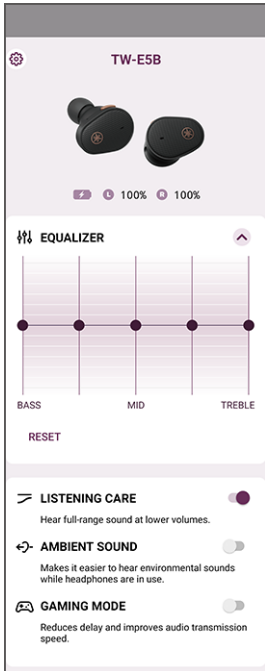 TW-E5B
L 100% R 100%
EQUALIZER
BASS MID TREBLE
RESET
LISTENING CARE
Hear full-range sound at lower volumes.
AMBIENT SOUND
Makes it easier to hear environmental sounds
while headphones are in use.
GAMING MODE
Reduces delay and improves audio transmission
speed.